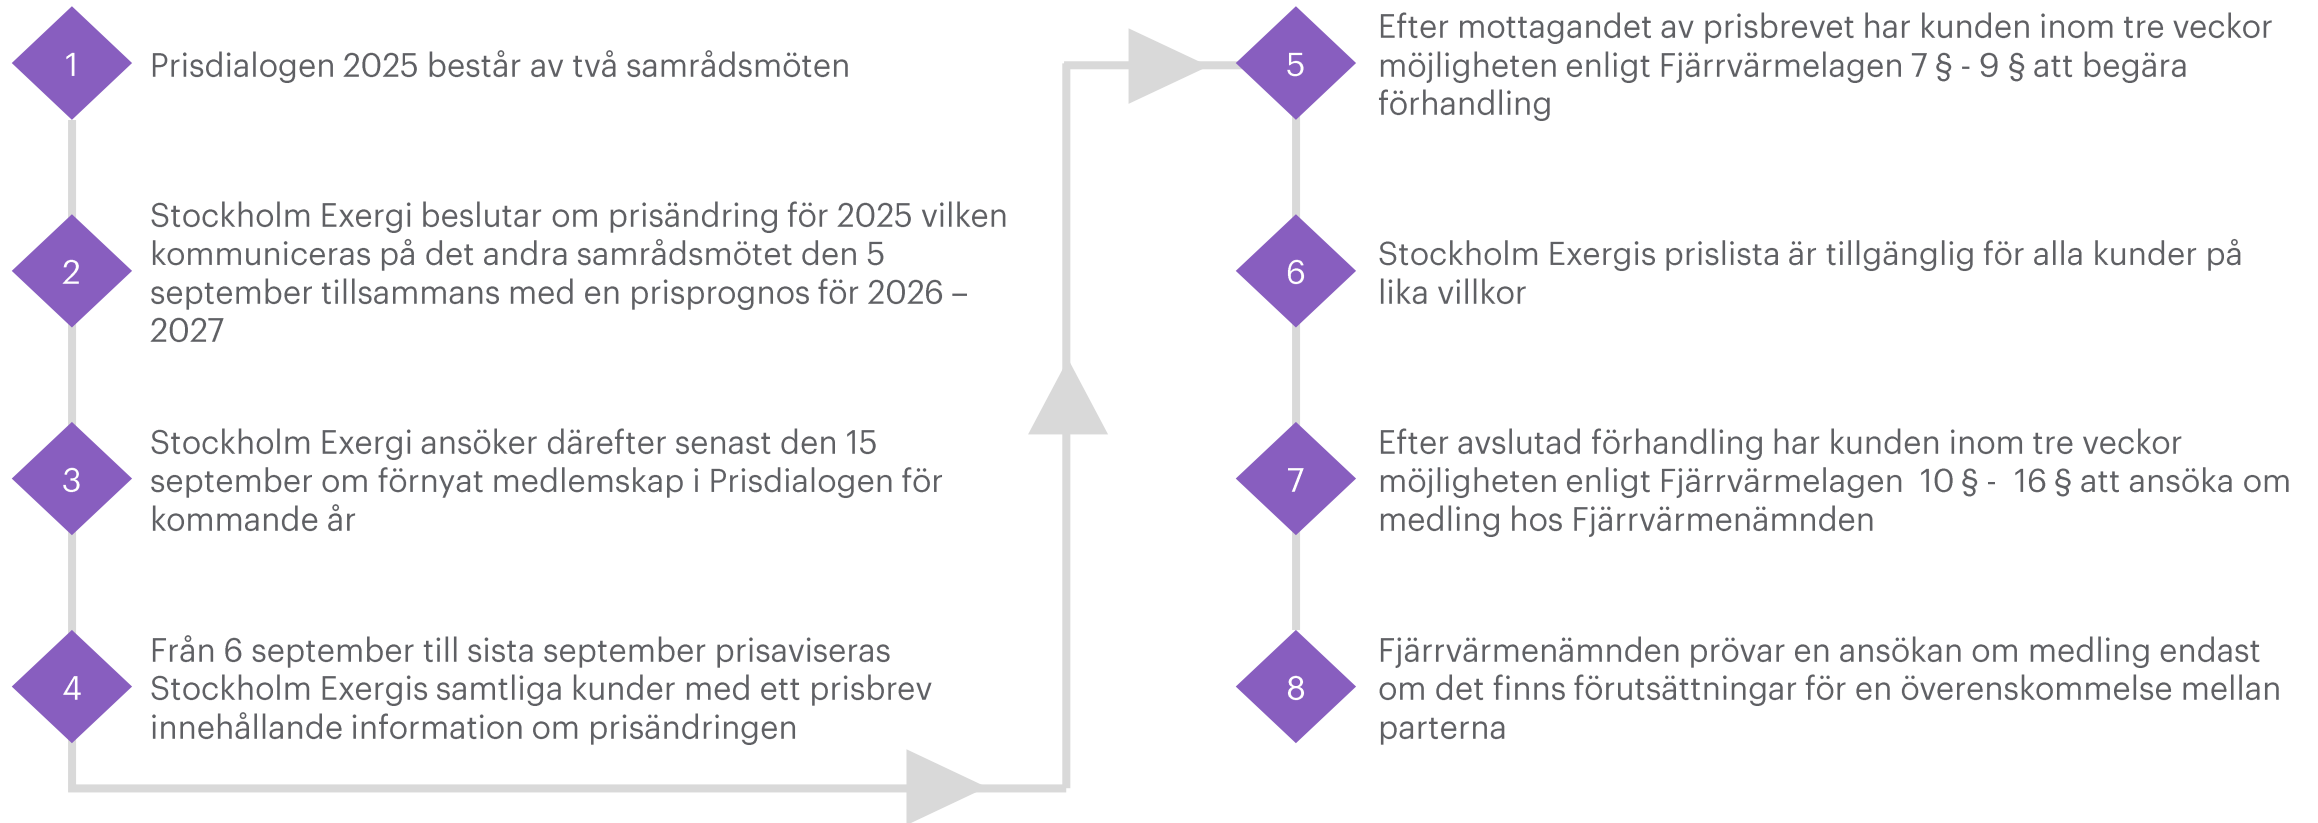 1
Prisdialogen 2025 består av två samrådsmöten
2
Stockholm Exergi beslutar om prisändring för 2025 vilken
kommuniceras på det andra samrådsmötet den 5
september tillsammans med en prisprognos för 2026 –
2027
3
Stockholm Exergi ansöker därefter senast den 15
september om förnyat medlemskap i Prisdialogen för
kommande år
4
Från 6 september till sista september prisaviseras
Stockholm Exergis samtliga kunder med ett prisbrev
innehållande information om prisändringen
5
Efter mottagandet av prisbrevet har kunden inom tre veckor
möjligheten enligt Fjärrvärmelagen 7 § - 9 § att begära
förhandling
6
Stockholm Exergis prislista är tillgänglig för alla kunder på
lika villkor
7
Efter avslutad förhandling har kunden inom tre veckor
möjligheten enligt Fjärrvärmelagen  10 § -  16 § att ansöka om
medling hos Fjärrvärmenämnden
8
Fjärrvärmenämnden prövar en ansökan om medling endast
om det finns förutsättningar för en överenskommelse mellan
parterna